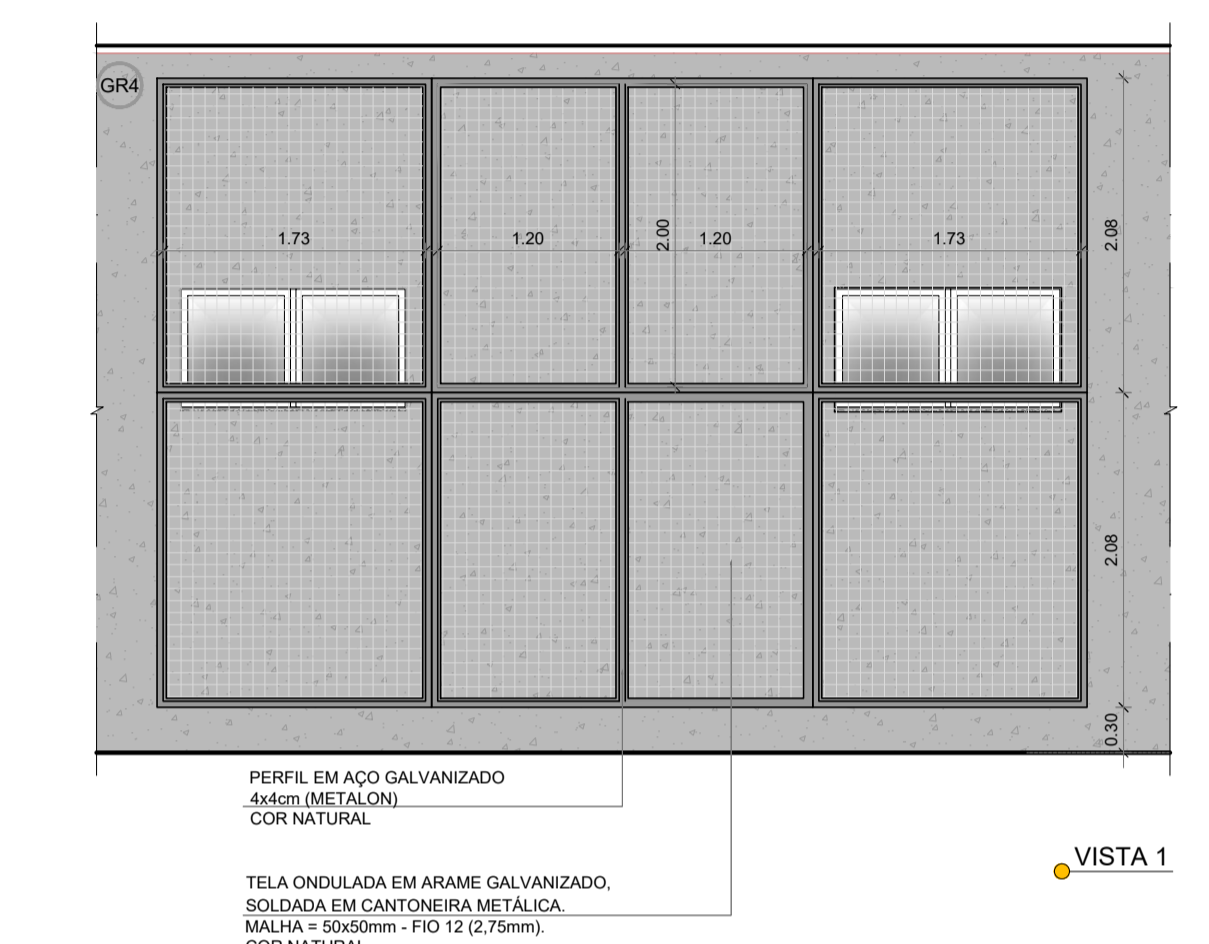 GR4
1.73
1.20
2.00
1.20
1.73
2.08
2.08
0.30
PERFIL EM AÇO GALVANIZADO
4x4cm (METALON)
COR NATURAL
VISTA 1
TELA ONDULADA EM ARAME GALVANIZADO,
SOLDADA EM CANTONEIRA METÁLICA.
MALHA = 50x50mm - FIO 12 (2,75mm).
COR NATURAL